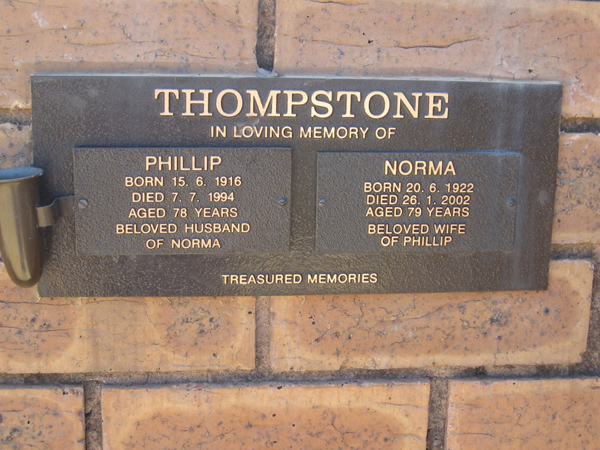 THOMPSTONE
IN LOVING MEMORY OF
PHILLIP
BORN 15. 6. 1916
DIED 7. 7. 1994
AGED 78 YEARS
BELOVED HUSBAND
OF NORMA
NORMA
BORN 20. 6. 1922
DIED 26. 1. 2002
AGED 79 YEARS
BELOVED WIFE
OF PHILLIP
TREASURED MEMORIES